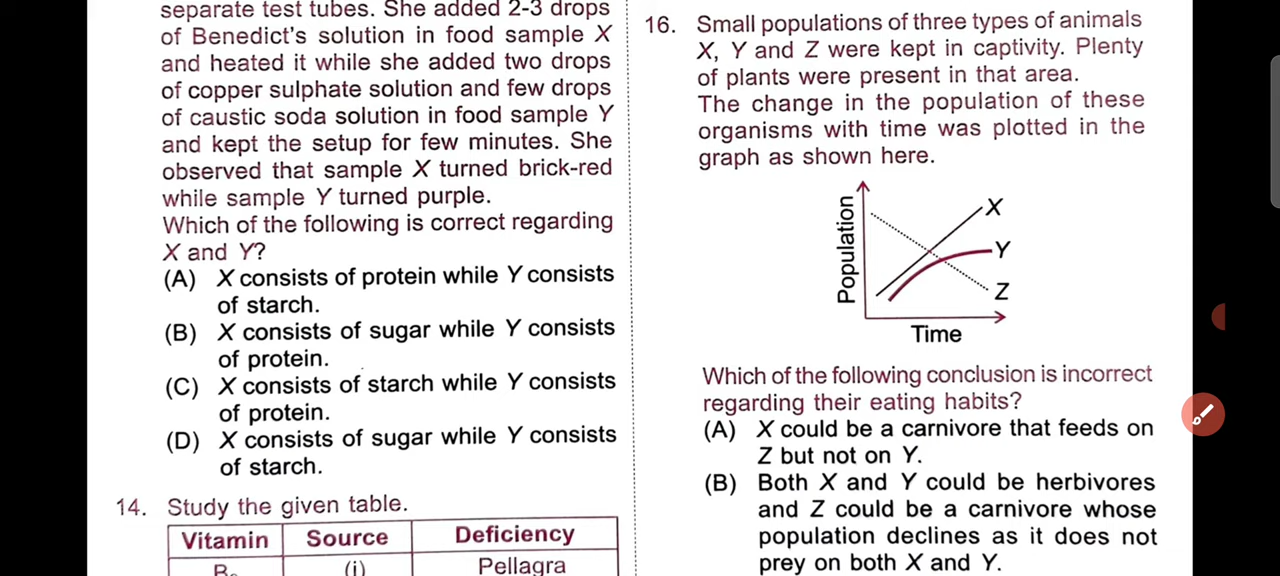 separate test tubes. She added 2-3 drops
of Benedict's solution in food sample X
and heated it while she added two drops
of copper sulphate solution and few drops
of caustic soda solution in food sample Y
and kept the setup for few minutes. She
observed that sample X turned brick-red
while sample Y turned purple.
Which of the following is correct regarding
X and Y?
(A) X consists of protein while Y consists
of starch.
(B) X consists of sugar while Y consists
of protein.
(C) X consists of starch while Y consists
of protein.
(D) X consists of sugar while Y consists
of starch.
14. Study the given table.
Vitamin Source Deficiency
(i) Pellagra
16. Small populations of three types of animals
X, Y and Z were kept in captivity. Plenty
of plants were present in that area.
The change in the population of these
organisms with time was plotted in the
graph as shown here.
Population
X
Y
Z
Time
Which of the following conclusion is incorrect
regarding their eating habits?
(A) X could be a carnivore that feeds on
Z but not on Y.
(B) Both X and Y could be herbivores
and Z could be a carnivore whose
population declines as it does not
prey on both X and Y.